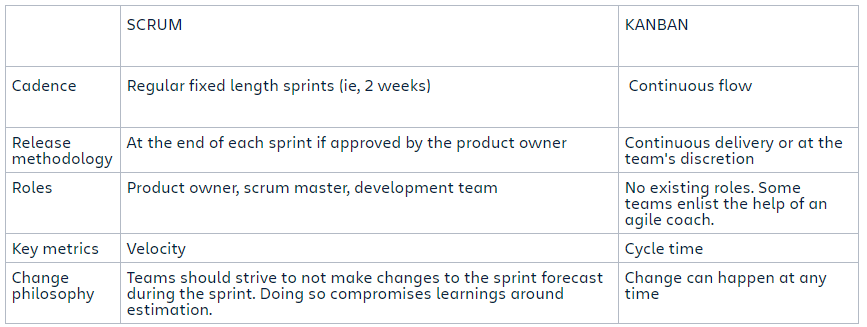 SCRUM KANBAN
Cadence Regular fixed length sprints (ie, 2 weeks) Continuous flow
Release methodology At the end of each sprint if approved by the product owner Continuous delivery or at the team's discretion
Roles Product owner, scrum master, development team No existing roles. Some teams enlist the help of an agile coach.
Key metrics Velocity Cycle time
Change philosophy Teams should strive to not make changes to the sprint forecast during the sprint. Doing so compromises learnings around estimation. Change can happen at any time